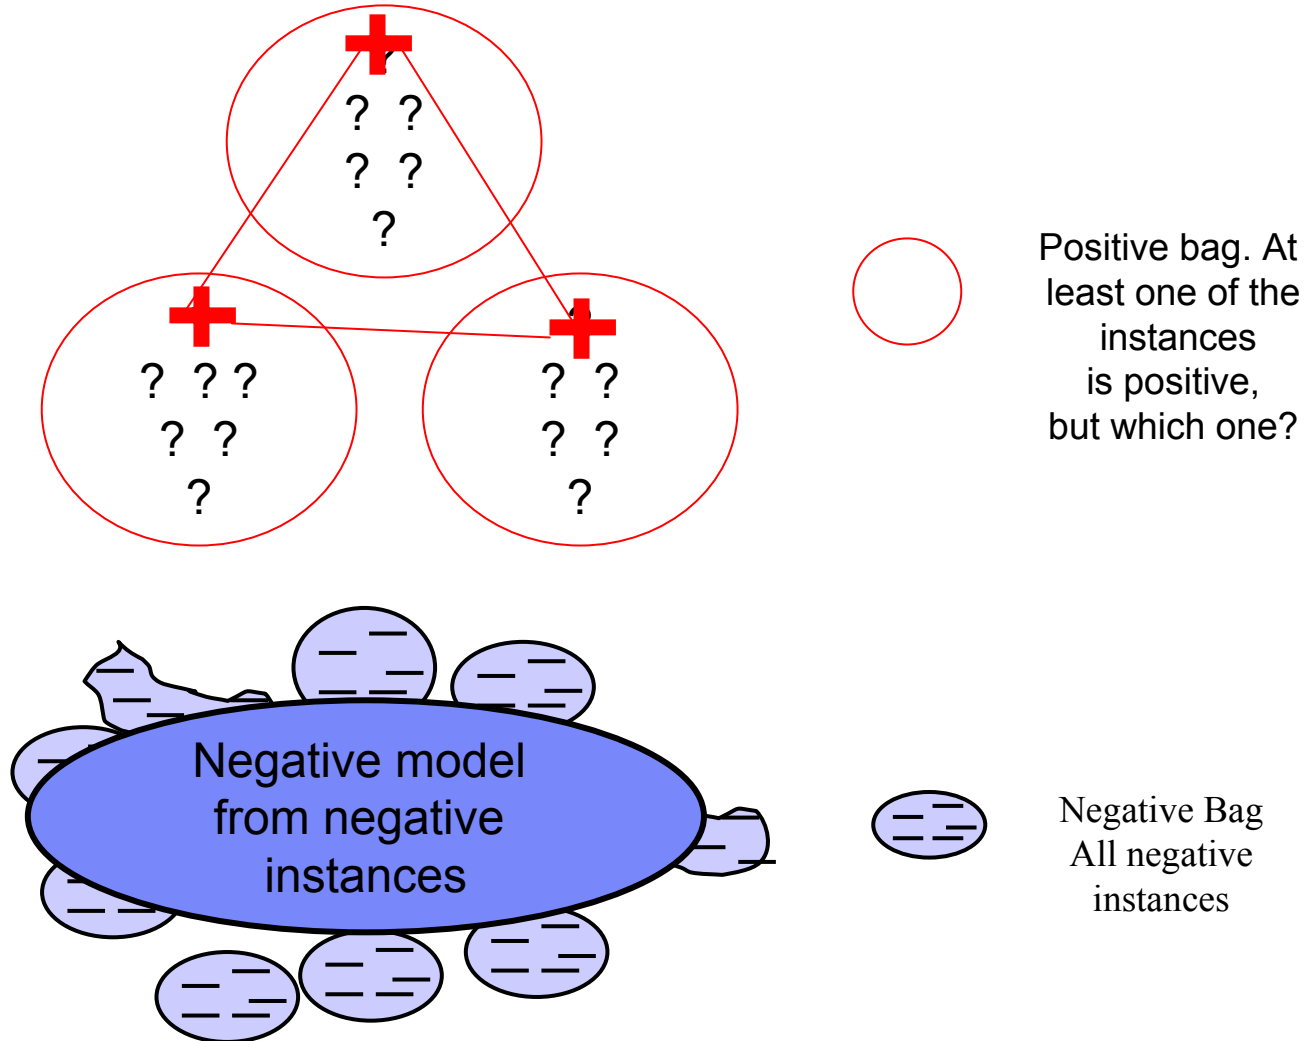 ?
? ?
? ?
?
? ? ?
? ?
?
?
? ?
? ?
?
Positive bag. At
least one of the
instances
is positive,
but which one?
Negative model
from negative
instances
Negative Bag
All negative
instances